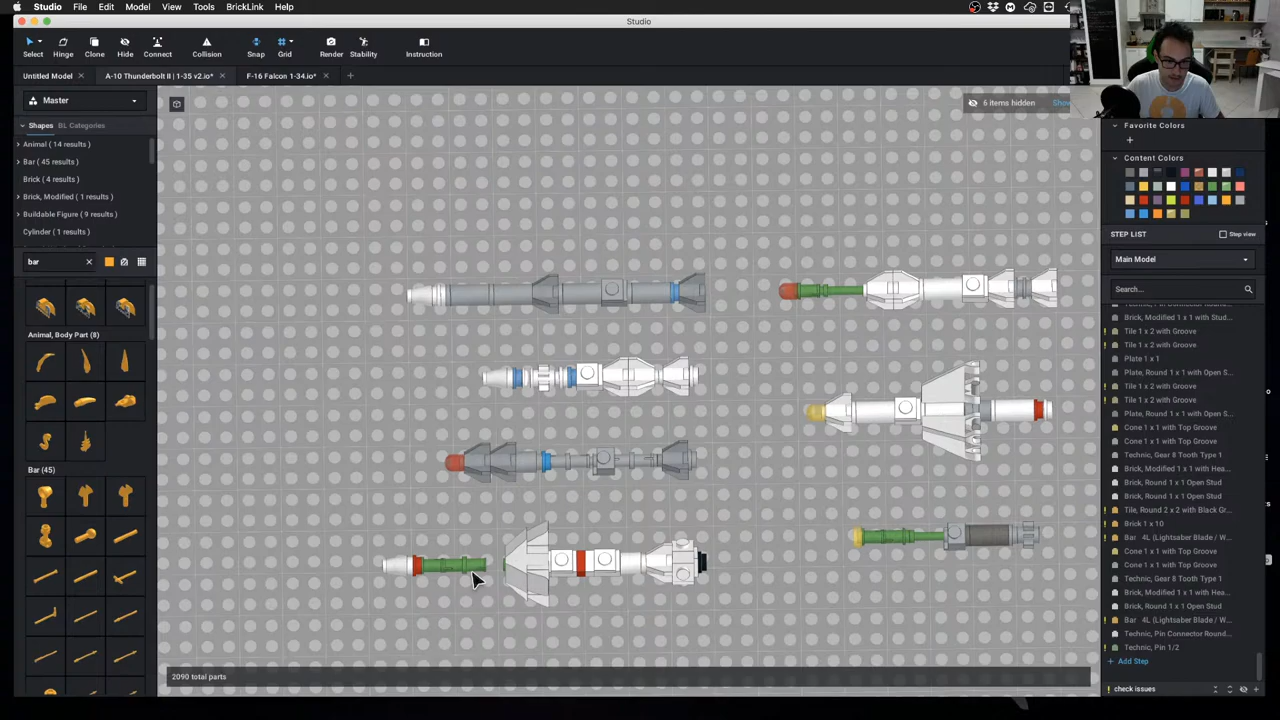 Studio File Edit Model View Tools BrickLink Window Help
Studio
Select Hinge Clone Hide Connect Collision Snap Grid Render Stability Instruction
Untitled Model A-10 Thunderbolt II | 1-35 v2.io* F-16 Falcon 1-34.io*
Master
6 items hidden
Shapes BL Categories
Animal (14 results)
Bar (45 results)
Brick (4 results)
Brick, Modified (1 results)
Buildable Figure (9 results)
Cylinder (1 results)
bar
Animal, Body Part (8)
Bar (45)
2090 total parts
Favorite Colors
Content Colors
STEP LIST
Step view
Main Model
Search...
Brick, Modified 1 x 1 with Stud...
Tile 1 x 2 with Groove
Tile 1 x 2 with Groove
Plate 1 x 1
Plate, Round 1 x 1 with Open S...
Tile 1 x 2 with Groove
Tile 1 x 2 with Groove
Plate, Round 1 x 1 with Open S...
Cone 1 x 1 with Top Groove
Cone 1 x 1 with Top Groove
Technic, Gear 8 Tooth Type 1
Brick, Modified 1 x 1 with Hea...
Brick, Round 1 x 1 Open Stud
Brick, Round 1 x 1 Open Stud
Tile, Round 2 x 2 with Black Gr...
Brick 1 x 10
Bar 4L (Lightsaber Blade / W...
Cone 1 x 1 with Top Groove
Cone 1 x 1 with Top Groove
Technic, Gear 8 Tooth Type 1
Brick, Modified 1 x 1 with Hea...
Brick, Round 1 x 1 Open Stud
Bar 4L (Lightsaber Blade / W...
Technic, Pin Connector Round...
Technic, Pin 1/2
+ Add Step
check issues